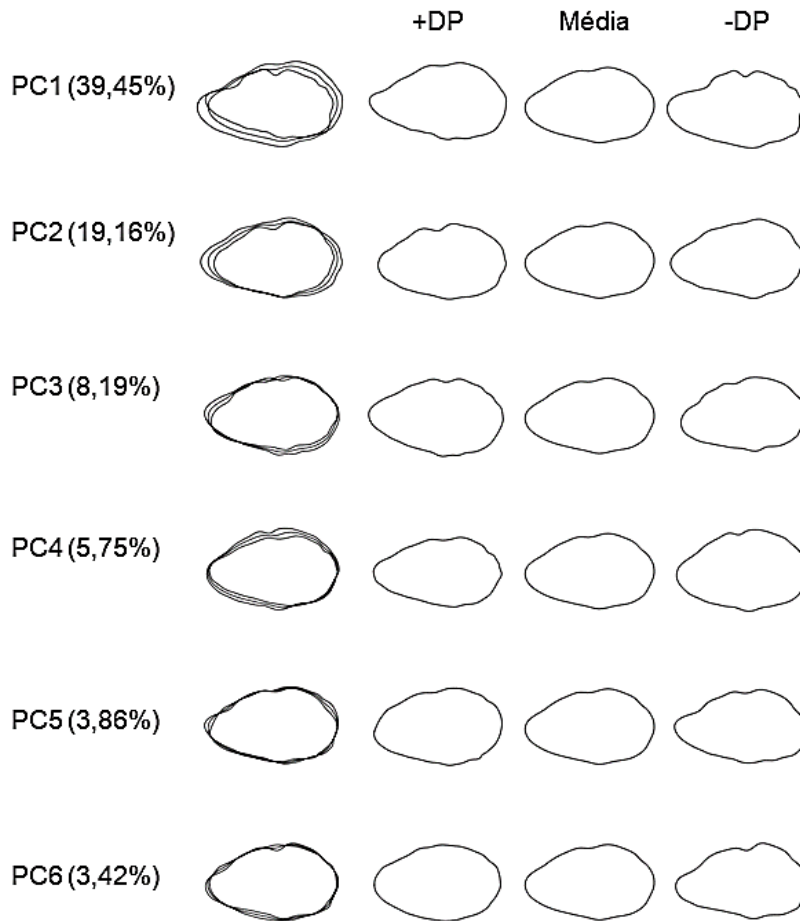 +DP Média -DP
PC1 (39,45%)
PC2 (19,16%)
PC3 (8,19%)
PC4 (5,75%)
PC5 (3,86%)
PC6 (3,42%)